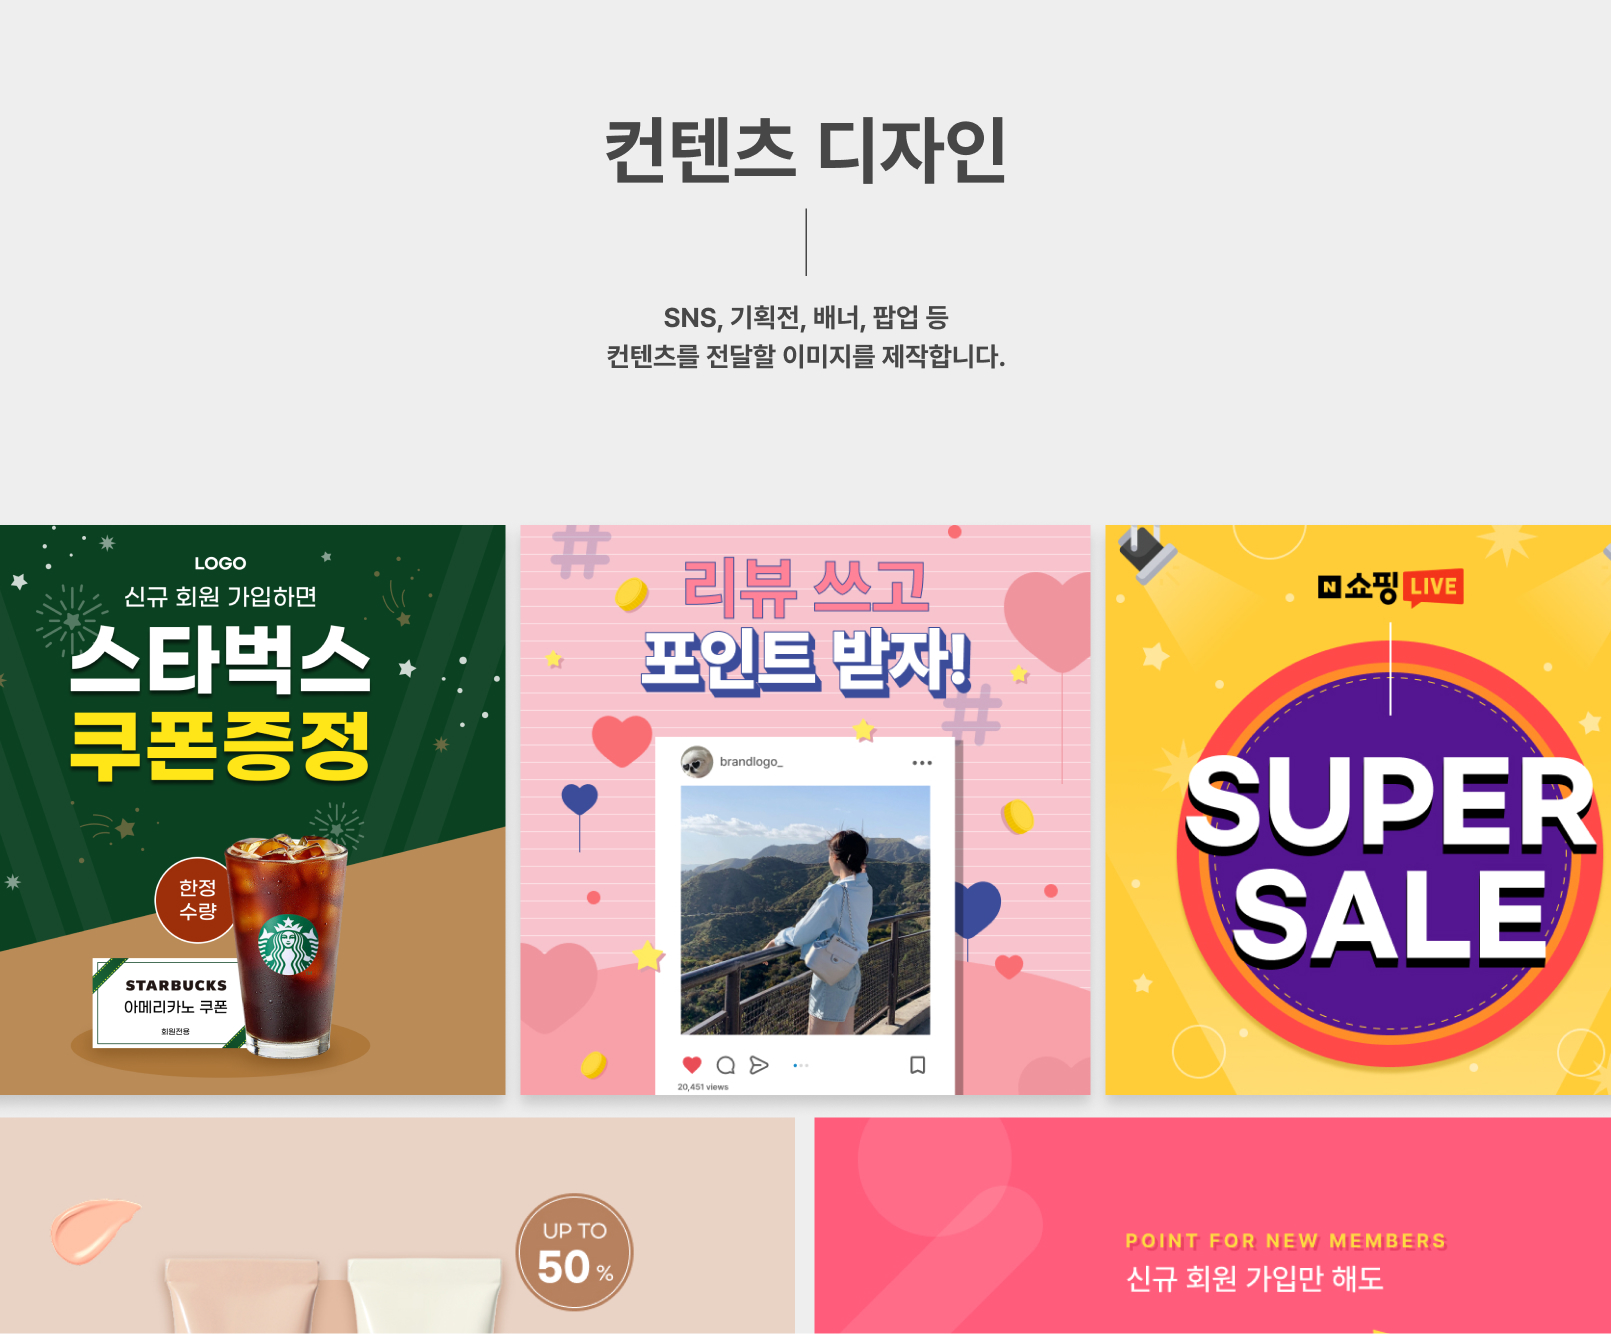 컨텐츠 디자인
SNS, 기획전, 배너, 팝업 등
컨텐츠를 전달할 이미지를 제작합니다.
LOGO
신규 회원 가입하면
스타벅스
쿠폰증정
한정
수량
STARBUCKS
아메리카노 쿠폰
회원전용
리뷰 쓰고
포인트 받자!
brandlogo_
20,451 views
N 쇼핑 LIVE
SUPER
SALE
UP TO
50 %
POINT FOR NEW MEMBERS
신규 회원 가입만 해도